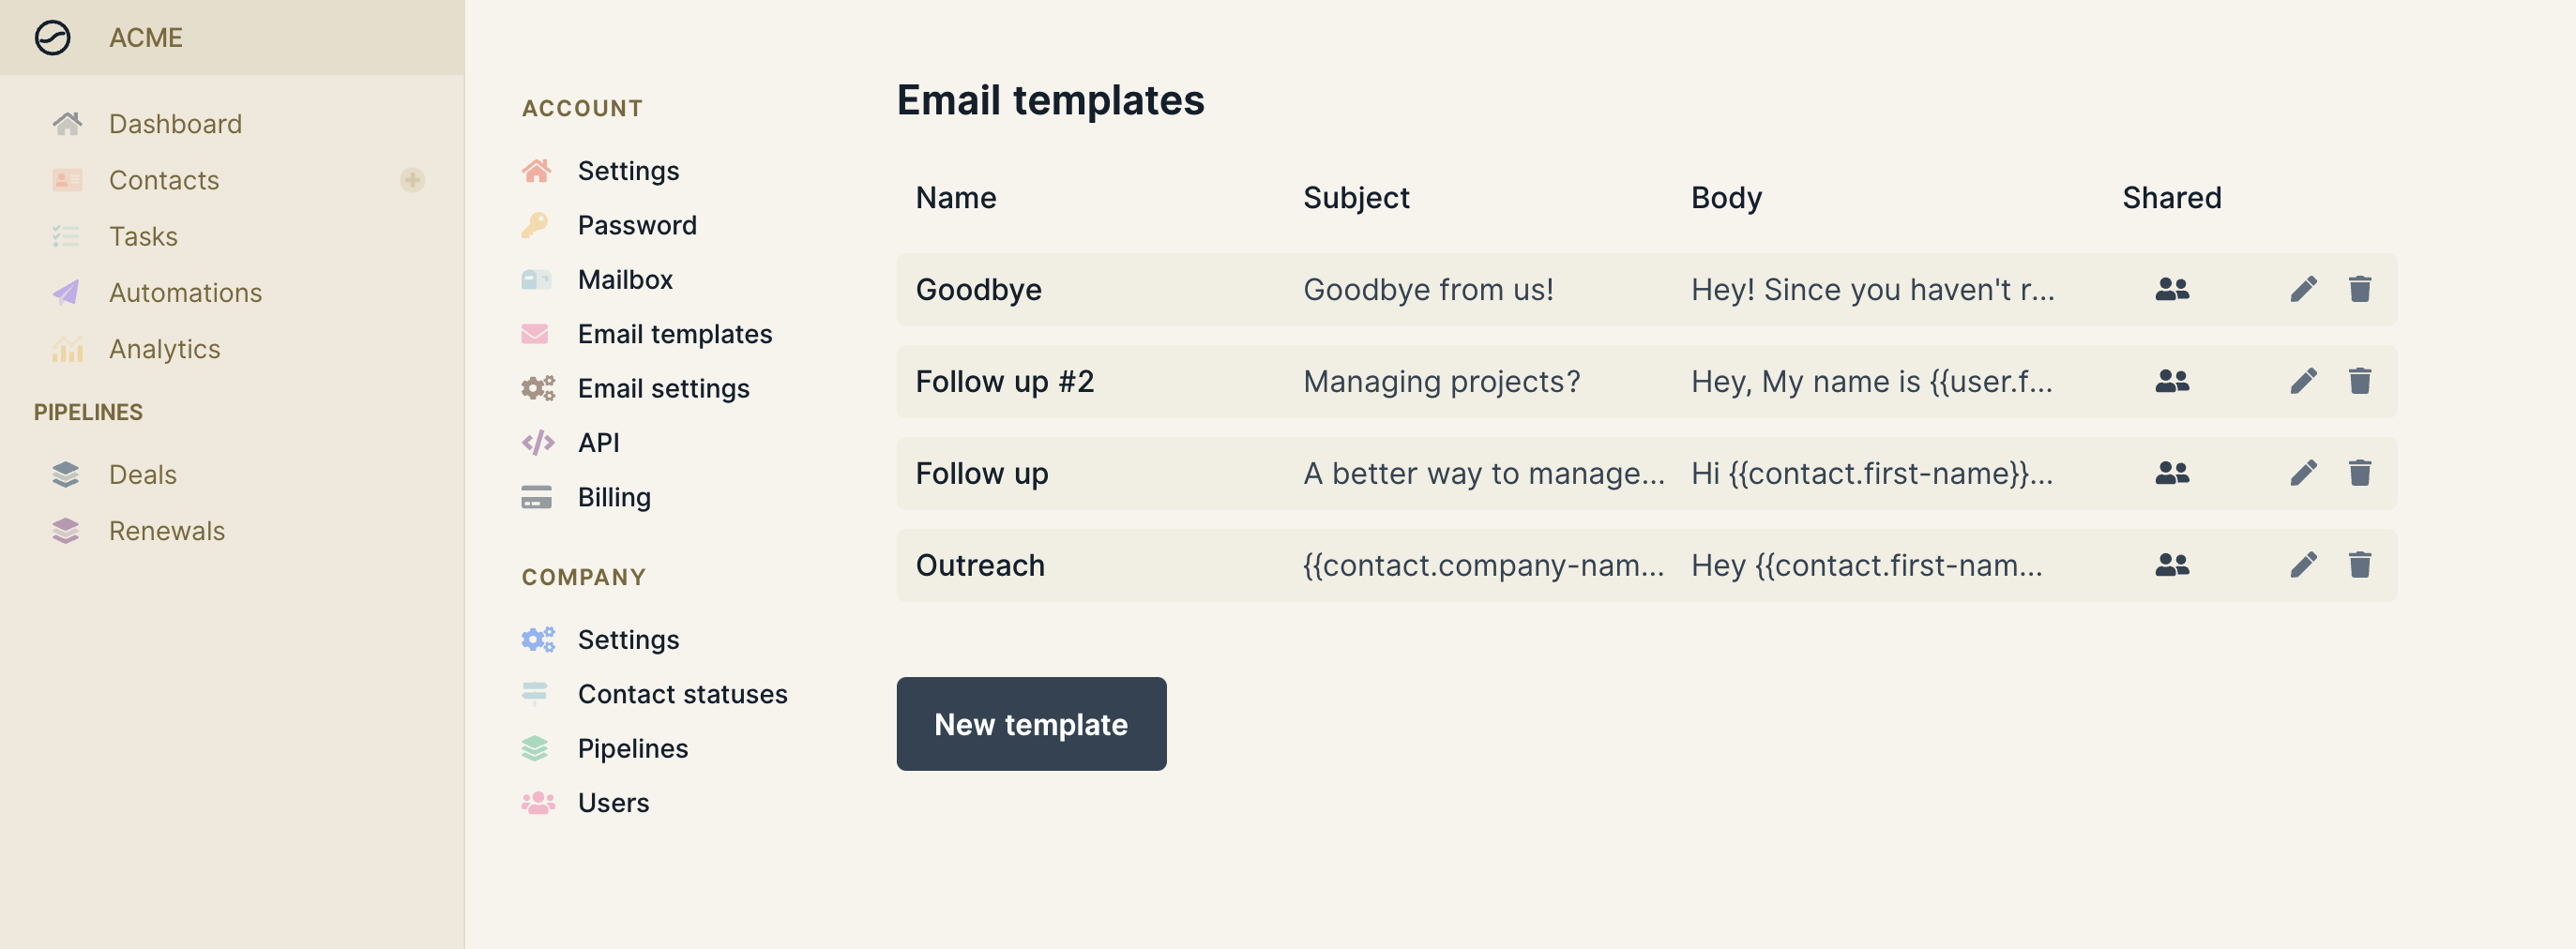 ACME
Dashboard
Contacts
Tasks
Automations
Analytics
PIPELINES
Deals
Renewals
ACCOUNT
Settings
Password
Mailbox
Email templates
Email settings
API
Billing
COMPANY
Settings
Contact statuses
Pipelines
Users
Email templates
Name Subject Body Shared
Goodbye Goodbye from us! Hey! Since you haven't r...
Follow up #2 Managing projects? Hey, My name is {{user.f...
Follow up A better way to manage... Hi {{contact.first-name}}...
Outreach {{contact.company-nam... Hey {{contact.first-nam...
New template